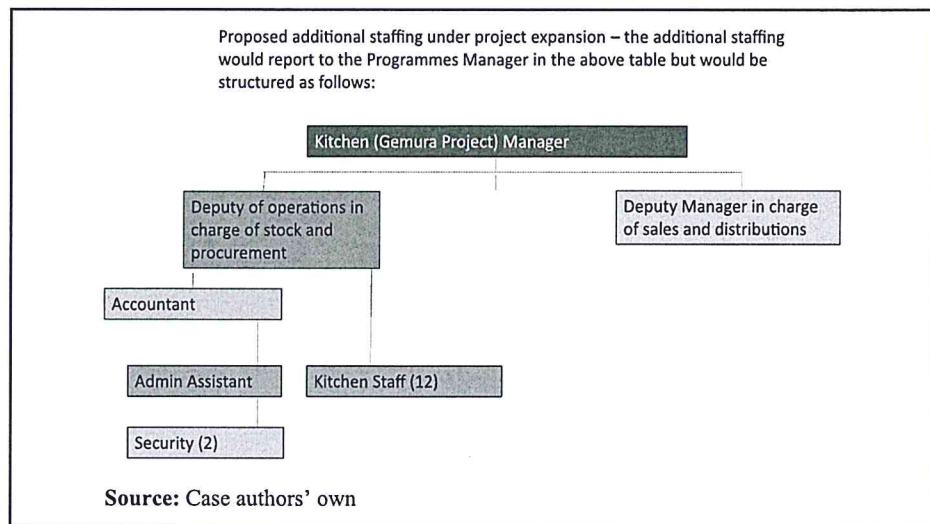 Proposed additional staffing under project expansion – the additional staffing
would report to the Programmes Manager in the above table but would be
structured as follows:
Kitchen (Gemura Project) Manager
Deputy of operations in
charge of stock and
procurement
Deputy Manager in charge
of sales and distributions
Accountant
Admin Assistant
Kitchen Staff (12)
Security (2)
Source: Case authors’ own